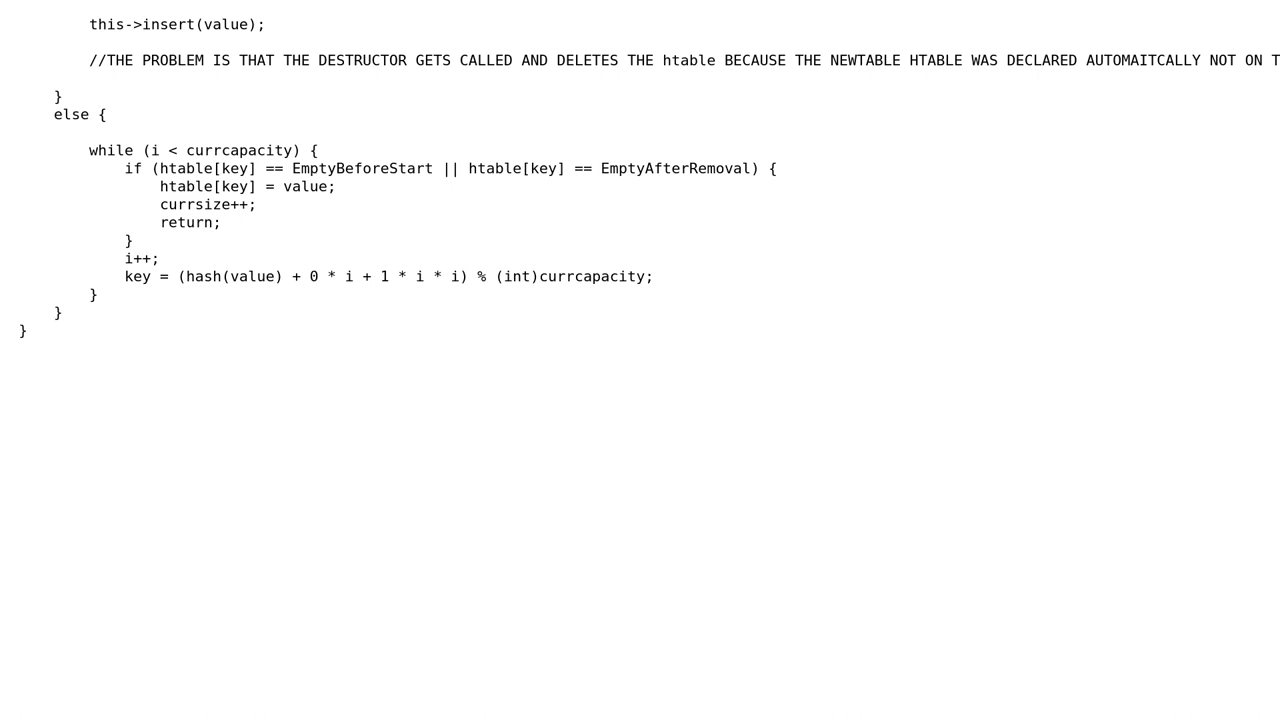 this->insert(value);
//THE PROBLEM IS THAT THE DESTRUCTOR GETS CALLED AND DELETES THE htable BECAUSE THE NEWTABLE HTABLE WAS DECLARED AUTOMAITCALLY NOT ON
}
else {
while (i < currcapacity) {
if (htable[key] == EmptyBeforeStart || htable[key] == EmptyAfterRemoval) {
htable[key] = value;
currsize++;
return;
}
i++;
key = (hash(value) + 0 * i + 1 * i * i) % (int)currcapacity;
}
}
}